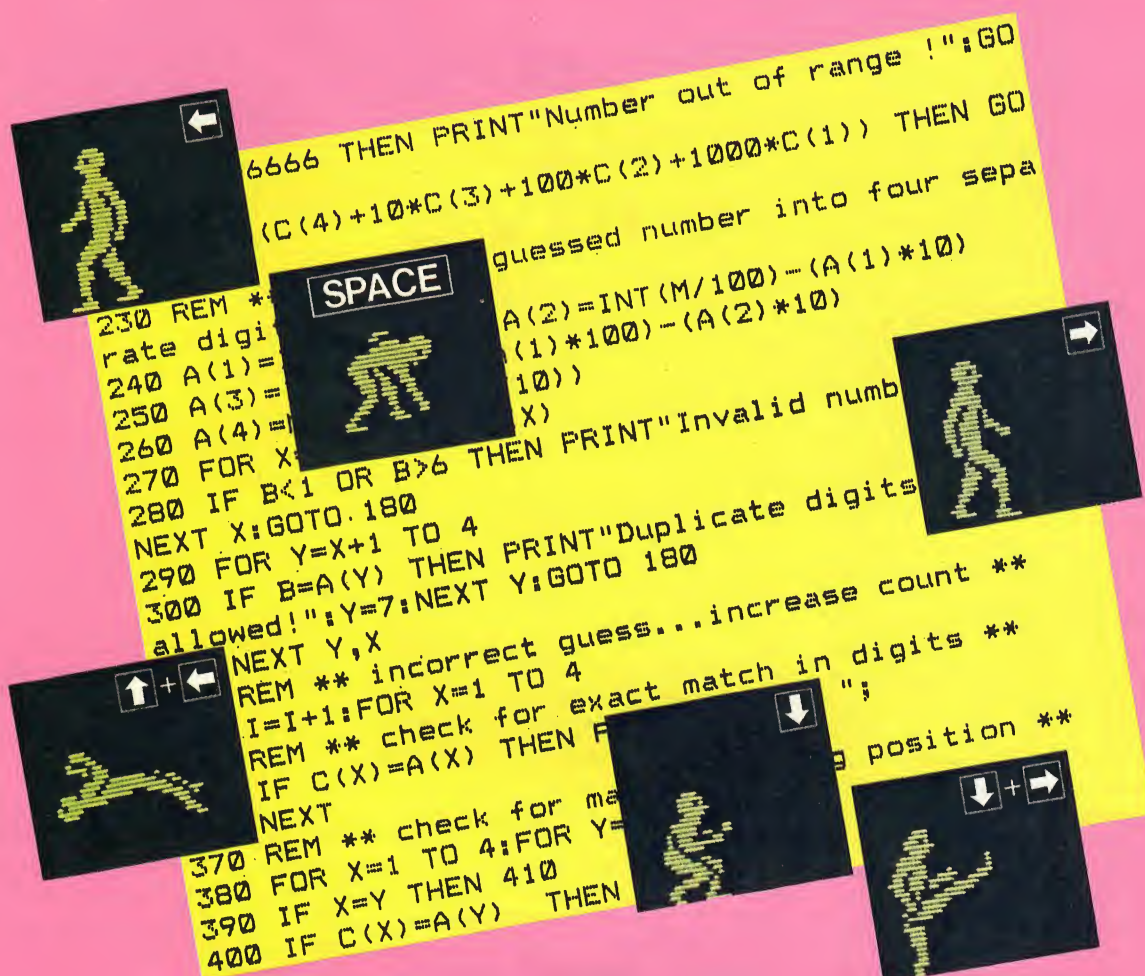 6666 THEN PRINT"Number out of range !":GO
(C(4)+10*C(3)+100*C(2)+1000*C(1)) THEN GO
guessed number into four sepa
230 REM **
rate digi
A(2)=INT(M/100)-(A(1)*10)
240 A(1)=
(1)*100)-(A(2)*10)
250 A(3)=
10))
260 A(4)=
X)
270 FOR X=
280 IF B<1 OR B>6 THEN PRINT"Invalid numb
NEXT X:GOTO 180
290 FOR Y=X+1 TO 4
300 IF B=A(Y) THEN PRINT"Duplicate digits
allowed!":Y=7:NEXT Y:GOTO 180
NEXT Y,X
REM ** incorrect guess...increase count **
I=I+1:FOR X=1 TO 4
REM ** check for exact match in digits **
IF C(X)=A(X) THEN P
";
NEXT
370 REM ** check for ma
position **
380 FOR X=1 TO 4:FOR Y=
390 IF X=Y THEN 410
400 IF C(X)=A(Y) THEN
SPACE